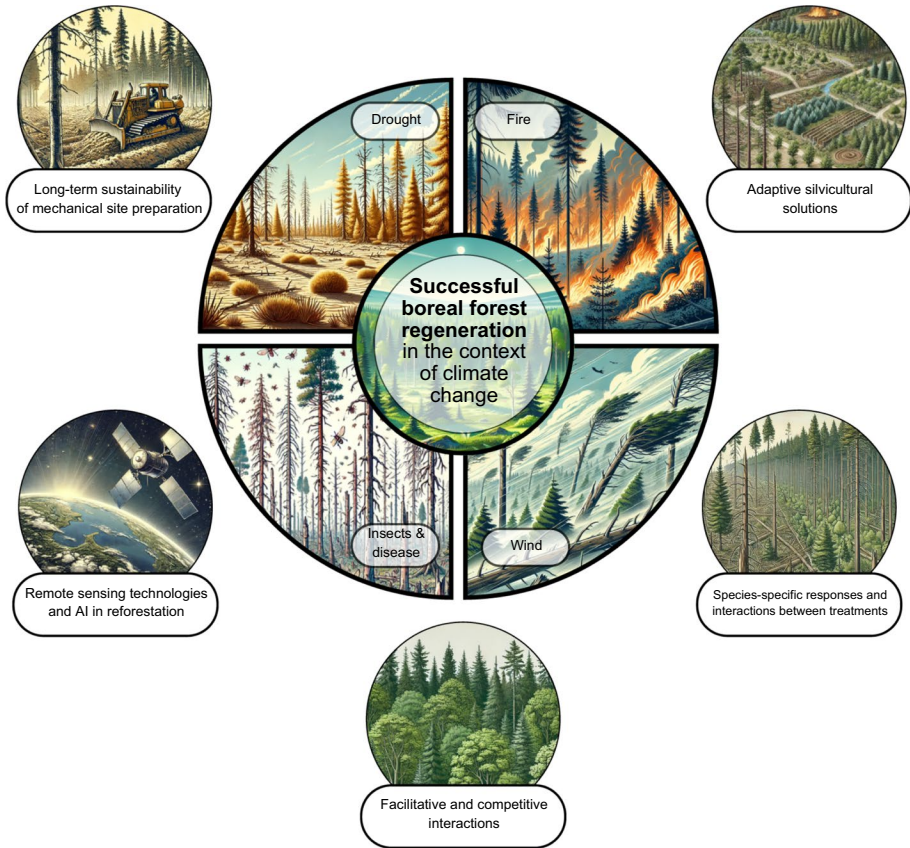 Drought
Fire
Long-term sustainability
of mechanical site preparation
Adaptive silvicultural
solutions
Successful
boreal forest
regeneration
in the context
of climate
change
Insects &
disease
Wind
Remote sensing technologies
and AI in reforestation
Species-specific responses and
interactions between treatments
Facilitative and competitive
interactions